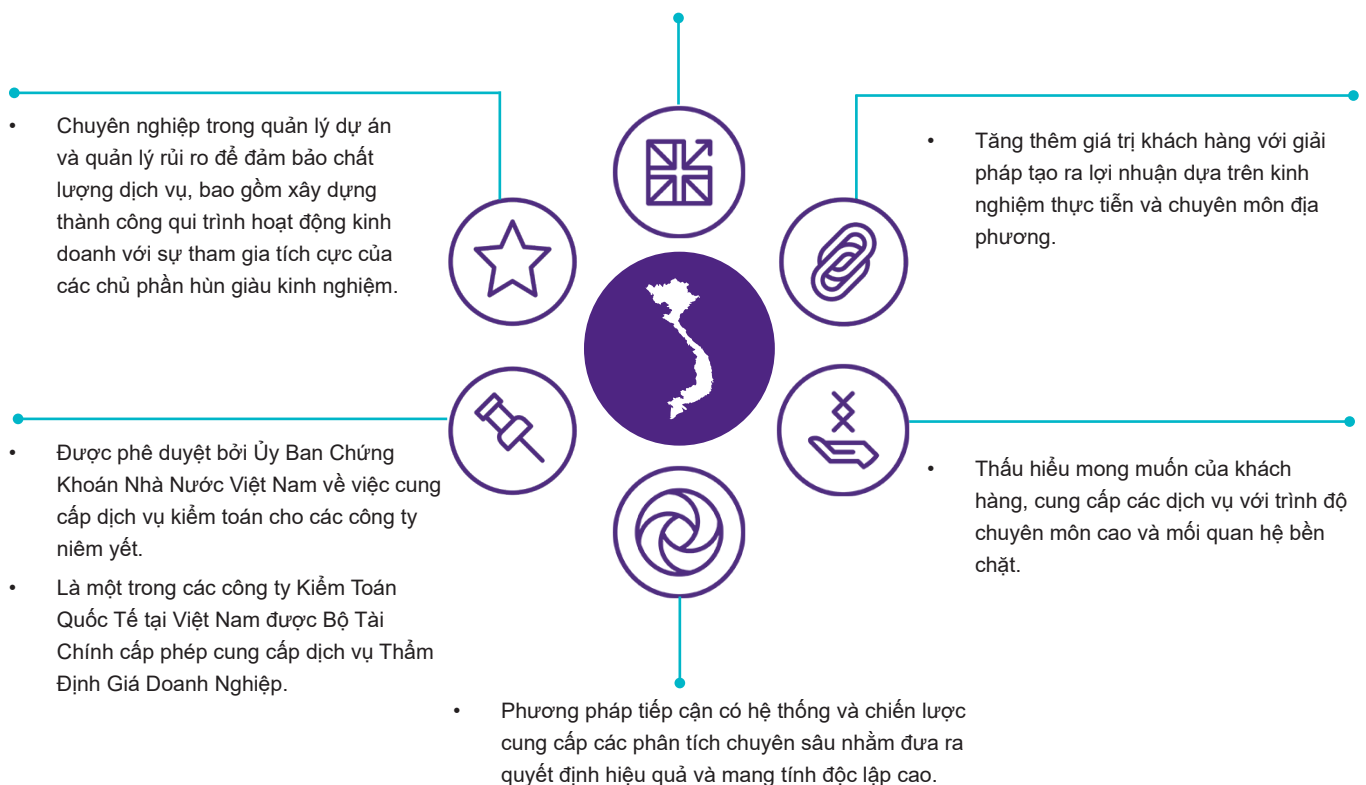 • Chuyên nghiệp trong quản lý dự án
và quản lý rủi ro để đảm bảo chất
lượng dịch vụ, bao gồm xây dựng
thành công qui trình hoạt động kinh
doanh với sự tham gia tích cực của
các chủ phần hùn giàu kinh nghiệm.
• Được phê duyệt bởi Ủy Ban Chứng
Khoán Nhà Nước Việt Nam về việc cung
cấp dịch vụ kiểm toán cho các công ty
niêm yết.
• Là một trong các công ty Kiểm Toán
Quốc Tế tại Việt Nam được Bộ Tài
Chính cấp phép cung cấp dịch vụ Thẩm
Định Giá Doanh Nghiệp.
• Tăng thêm giá trị khách hàng với giải
pháp tạo ra lợi nhuận dựa trên kinh
nghiệm thực tiễn và chuyên môn địa
phương.
• Thấu hiểu mong muốn của khách
hàng, cung cấp các dịch vụ với trình độ
chuyên môn cao và mối quan hệ bền
chặt.
• Phương pháp tiếp cận có hệ thống và chiến lược
cung cấp các phân tích chuyên sâu nhằm đưa ra
quyết định hiệu quả và mang tính độc lập cao.